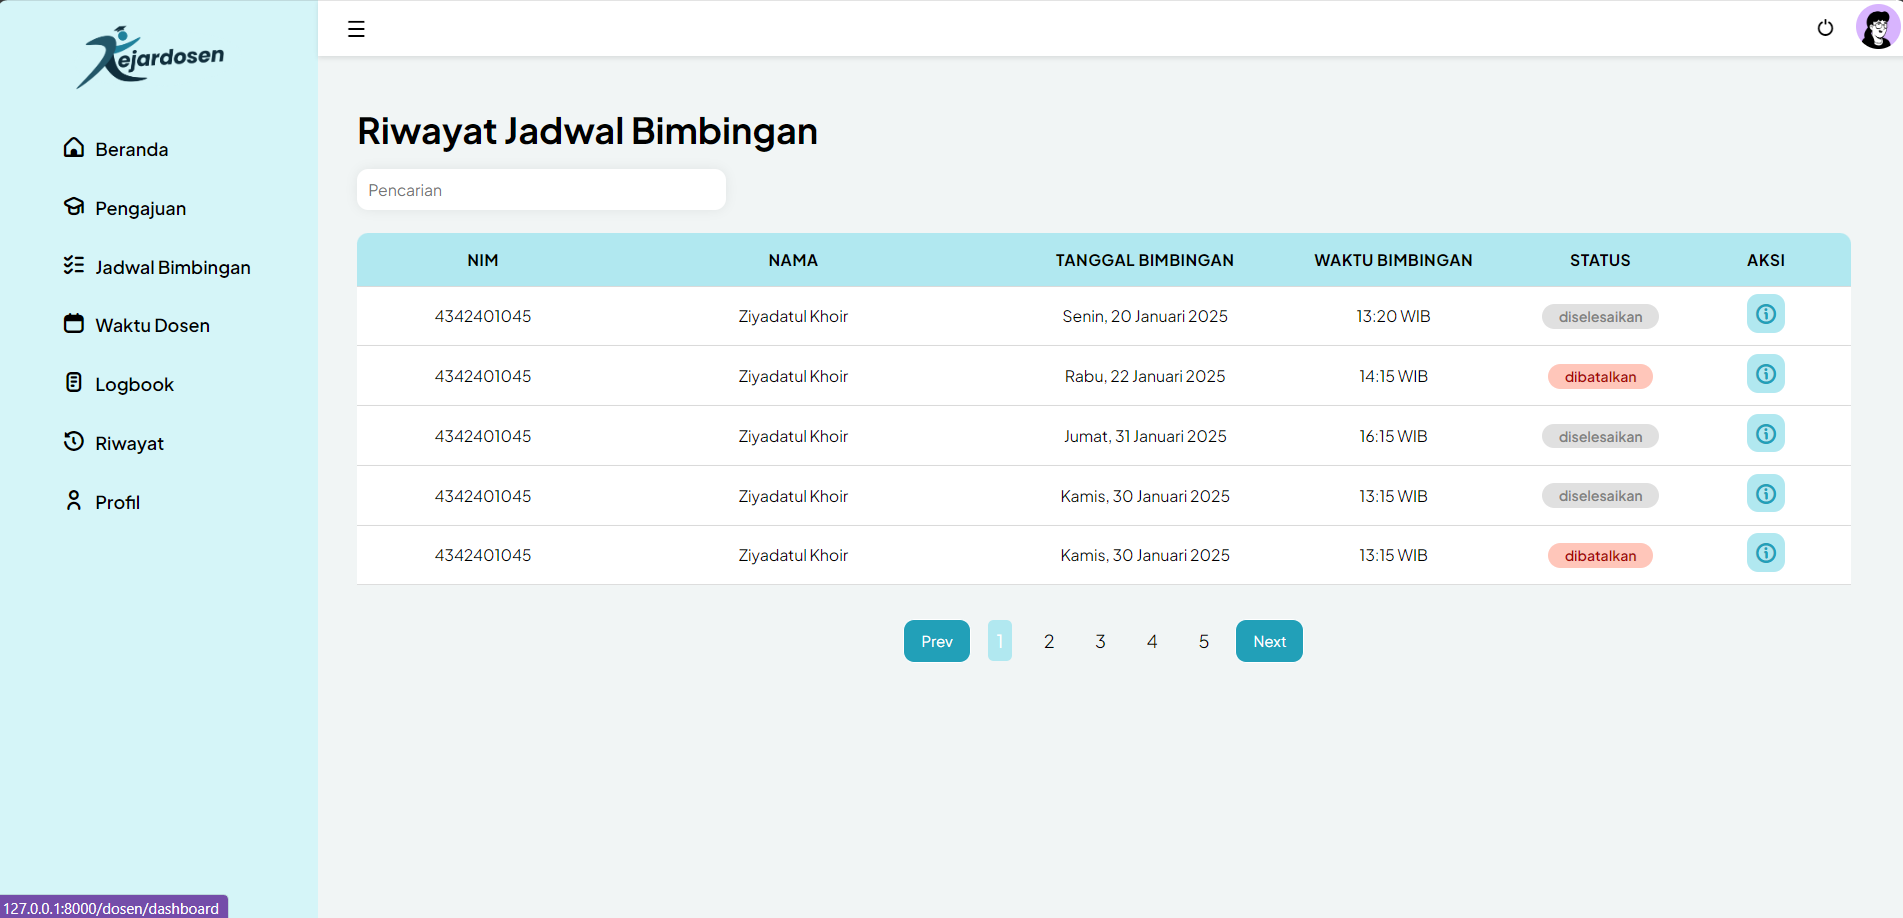 ejardosen
Beranda
Pengajuan
Jadwal Bimbingan
Waktu Dosen
Logbook
Riwayat
Profil
Riwayat Jadwal Bimbingan
Pencarian
NIM NAMA TANGGAL BIMBINGAN WAKTU BIMBINGAN STATUS AKSI
4342401045 Ziyadatul Khoir Senin, 20 Januari 2025 13:20 WIB diselesaikan
4342401045 Ziyadatul Khoir Rabu, 22 Januari 2025 14:15 WIB dibatalkan
4342401045 Ziyadatul Khoir Jumat, 31 Januari 2025 16:15 WIB diselesaikan
4342401045 Ziyadatul Khoir Kamis, 30 Januari 2025 13:15 WIB diselesaikan
4342401045 Ziyadatul Khoir Kamis, 30 Januari 2025 13:15 WIB dibatalkan
Prev 1 2 3 4 5 Next
127.0.0.1:8000/dosen/dashboard